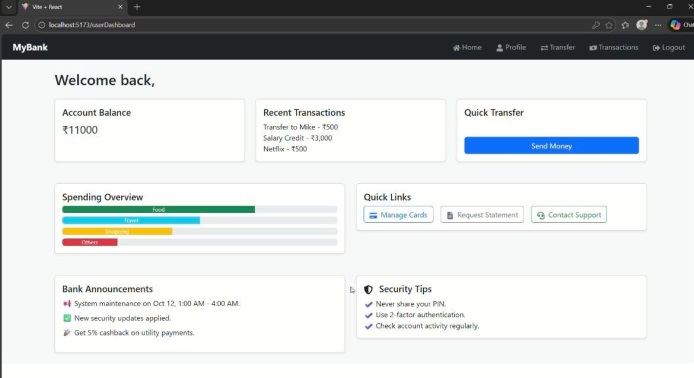 Vite + React
localhost:5173/userDashboard
Chat
MyBank
Home
Profile
Transfer
Transactions
Logout
Welcome back,
Account Balance
₹11000
Recent Transactions
Transfer to Mike - ₹500
Salary Credit - ₹3,000
Netflix - ₹500
Quick Transfer
Send Money
Spending Overview
Food
Travel
Shopping
Others
Quick Links
Manage Cards
Request Statement
Contact Support
Bank Announcements
System maintenance on Oct 12, 1:00 AM - 4:00 AM.
New security updates applied.
Get 5% cashback on utility payments.
Security Tips
Never share your PIN.
Use 2-factor authentication.
Check account activity regularly.